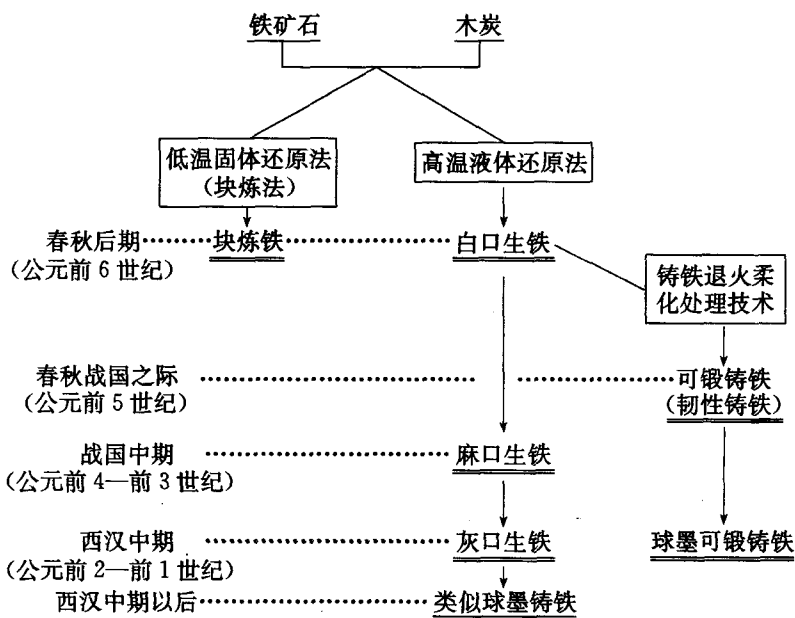 铁矿石 木炭
低温固体还原法
（块炼法）
高温液体还原法
春秋后期 块炼铁 白口生铁
（公元前6世纪）
铸铁退火柔
化处理技术
春秋战国之际 可锻铸铁
（公元前5世纪） （韧性铸铁）
战国中期 麻口生铁
（公元前4—前3世纪）
西汉中期 灰口生铁 球墨可锻铸铁
（公元前2—前1世纪）
西汉中期以后 类似球墨铸铁